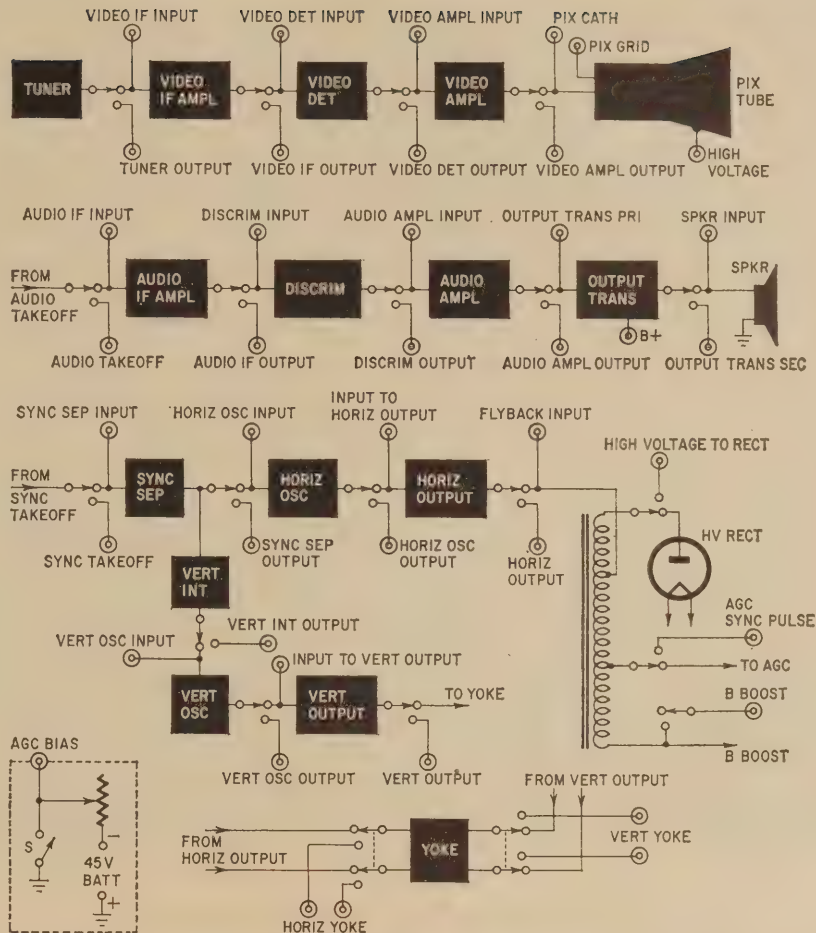 VIDEO IF INPUT
VIDEO DET INPUT
VIDEO AMPL INPUT
PIX CATH
PIX GRID
TUNER
VIDEO
IF AMPL
VIDEO
DET
VIDEO
AMPL
PIX
TUBE
TUNER OUTPUT
VIDEO IF OUTPUT
VIDEO DET OUTPUT
VIDEO AMPL OUTPUT
HIGH
VOLTAGE
AUDIO IF INPUT
DISCRIM INPUT
AUDIO AMPL INPUT
OUTPUT TRANS PRI
SPKR INPUT
FROM
AUDIO
TAKEOFF
AUDIO
IF AMPL
DISCRIM
AUDIO
AMPL
OUTPUT
TRANS
SPKR
B+
AUDIO TAKEOFF
AUDIO IF OUTPUT
DISCRIM OUTPUT
AUDIO AMPL OUTPUT
OUTPUT TRANS SEC
SYNC SEP INPUT
HORIZ OSC INPUT
INPUT TO
HORIZ OUTPUT
FLYBACK INPUT
HIGH VOLTAGE TO RECT
FROM
SYNC
TAKEOFF
SYNC
SEP
HORIZ
OSC
HORIZ
OUTPUT
HV RECT
SYNC TAKEOFF
SYNC SEP
OUTPUT
HORIZ OSC
OUTPUT
HORIZ
OUTPUT
VERT
INT
AGC
SYNC PULSE
VERT OSC INPUT
VERT INT OUTPUT
INPUT TO VERT OUTPUT
TO AGC
VERT
OSC
VERT
OUTPUT
TO YOKE
B BOOST
B BOOST
VERT OSC OUTPUT
VERT OUTPUT
AGC BIAS
S
−
45V
BATT
+
FROM VERT OUTPUT
FROM
HORIZ OUTPUT
YOKE
VERT YOKE
HORIZ YOKE